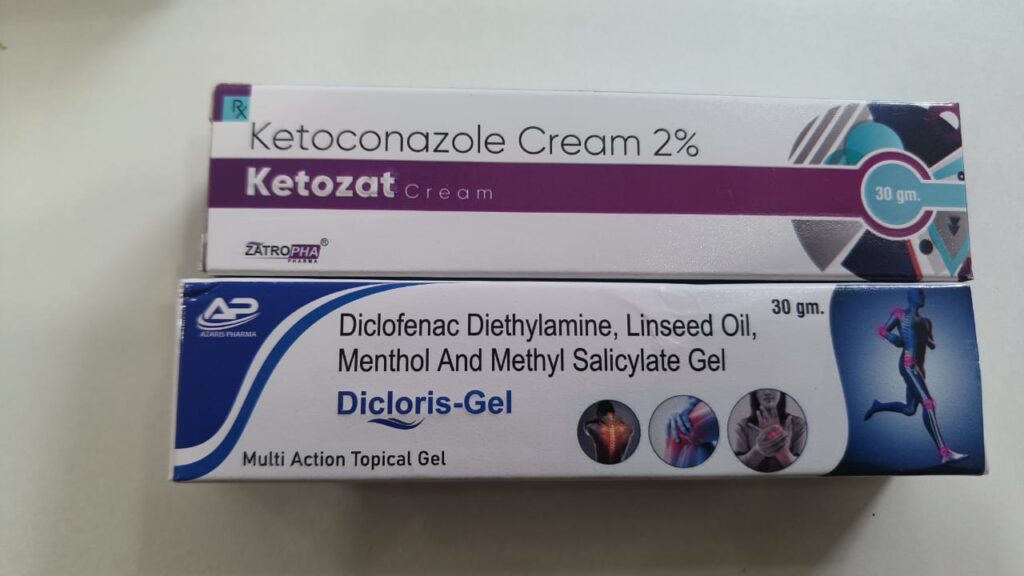 Rx
Ketoconazole Cream 2%
Ketozat Cream
30 gm.
ZATROPHA®
PHARMA
AP
AZARIS PHARMA
30 gm.
Diclofenac Diethylamine, Linseed Oil,
Menthol And Methyl Salicylate Gel
Dicloris-Gel
Multi Action Topical Gel